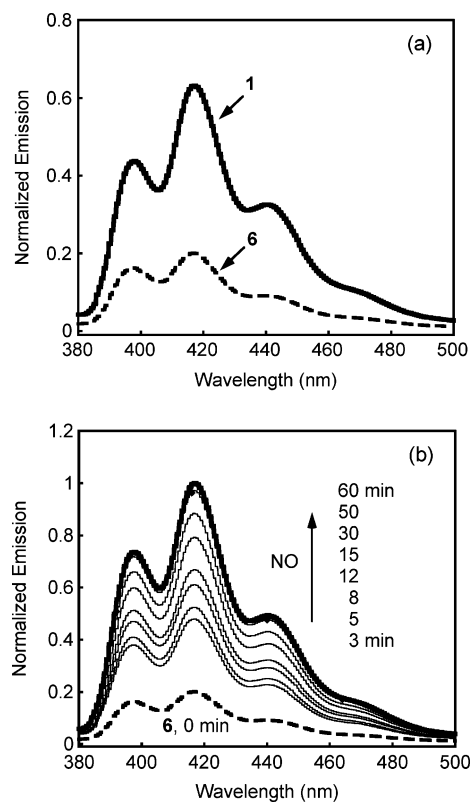 (a)
0.8
0.6
0.4
0.2
0
Normalized Emission
1
6
380 400 420 440 460 480 500
Wavelength (nm)
(b)
1.2
1
0.8
0.6
0.4
0.2
0
Normalized Emission
NO
60 min
50
30
15
12
8
5
3 min
6, 0 min
380 400 420 440 460 480 500
Wavelength (nm)